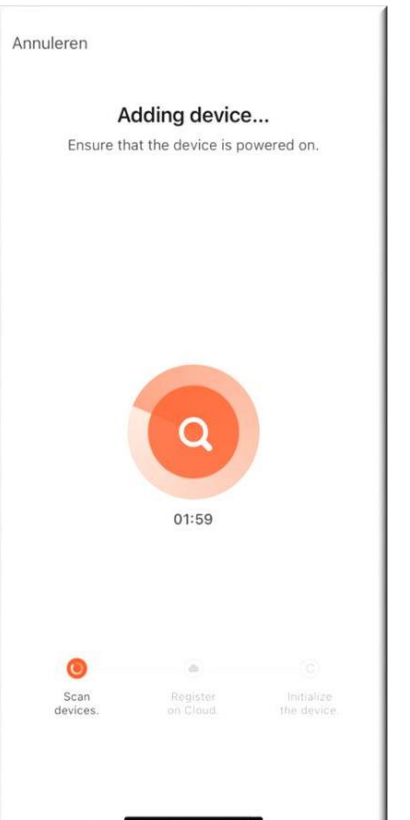 Annuleren
Adding device...
Ensure that the device is powered on.
01:59
Scan
devices.
Register
on Cloud.
Initialize
the device.